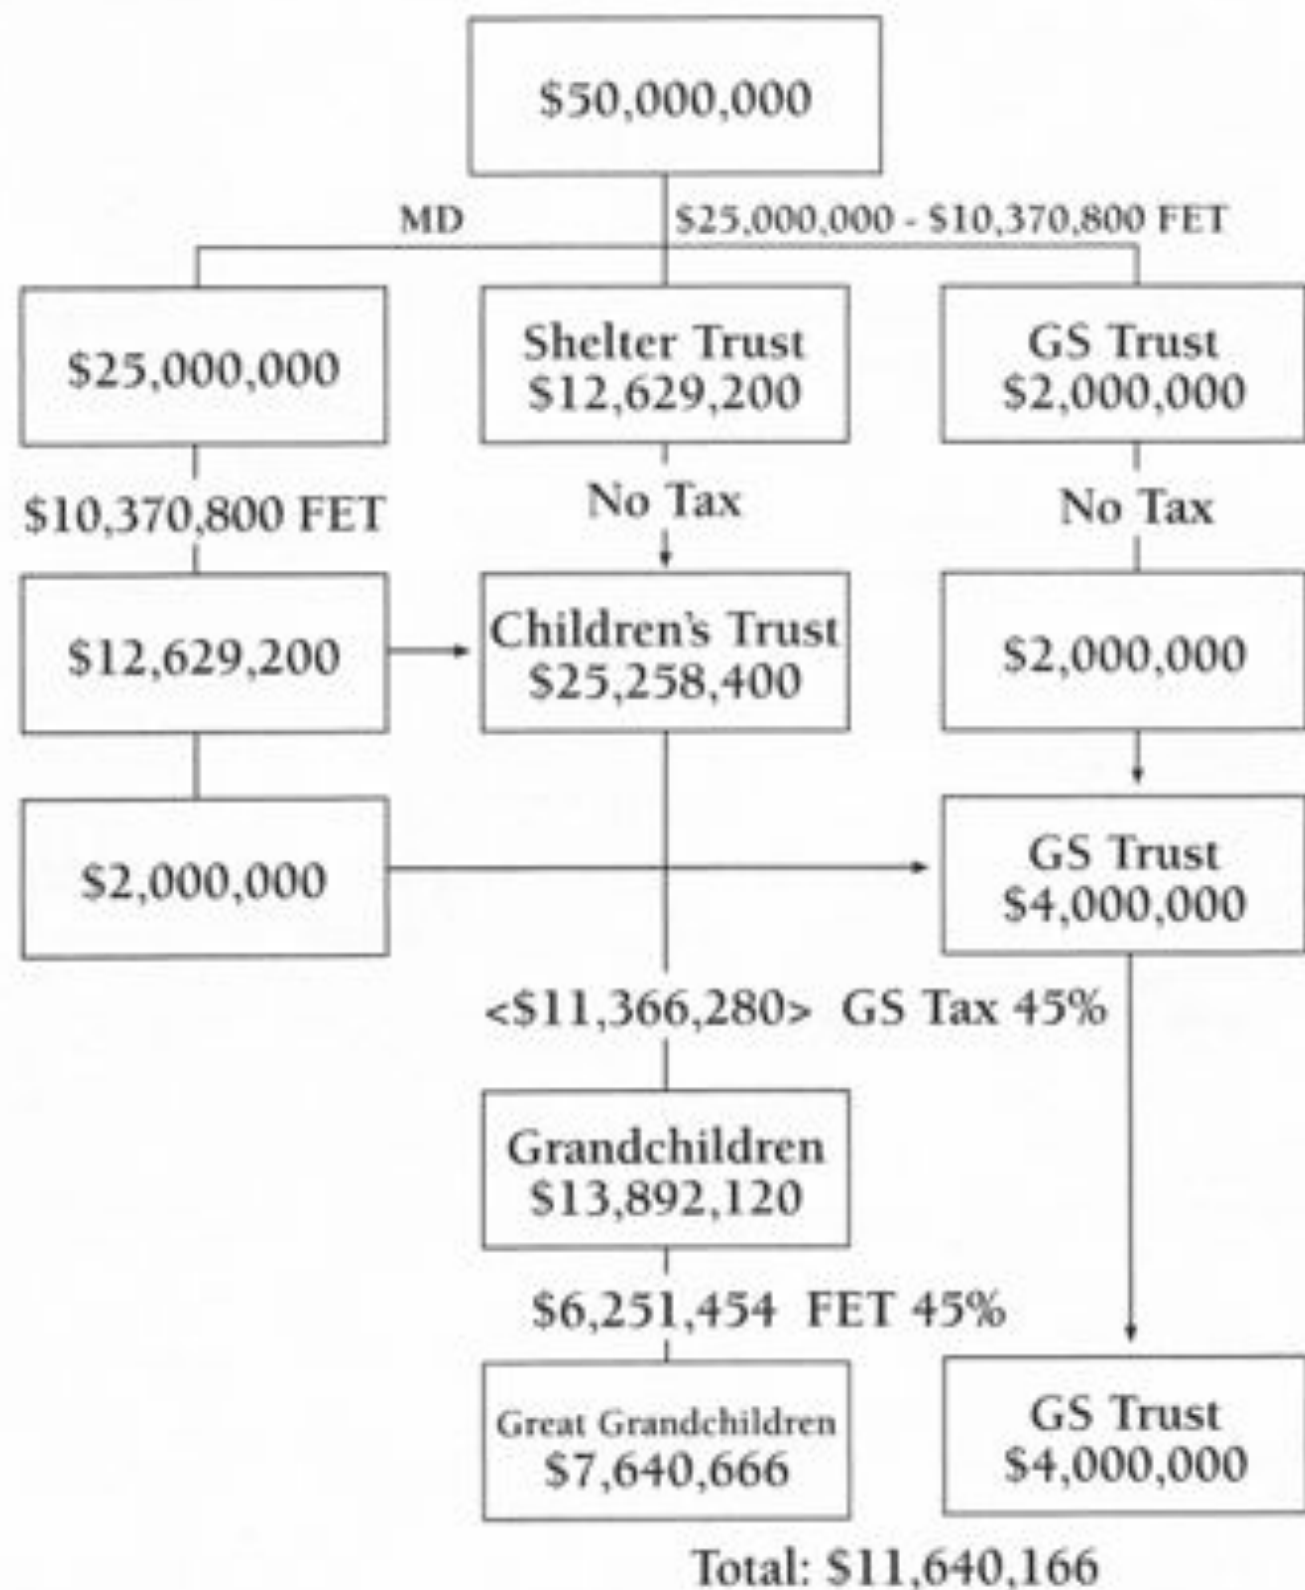 $50,000,000
MD
$25,000,000 - $10,370,800 FET
$25,000,000
Shelter Trust
$12,629,200
GS Trust
$2,000,000
$10,370,800 FET
No Tax
No Tax
$12,629,200
Children's Trust
$25,258,400
$2,000,000
$2,000,000
GS Trust
$4,000,000
<$11,366,280> GS Tax 45%
Grandchildren
$13,892,120
$6,251,454 FET 45%
Great Grandchildren
$7,640,666
GS Trust
$4,000,000
Total: $11,640,166